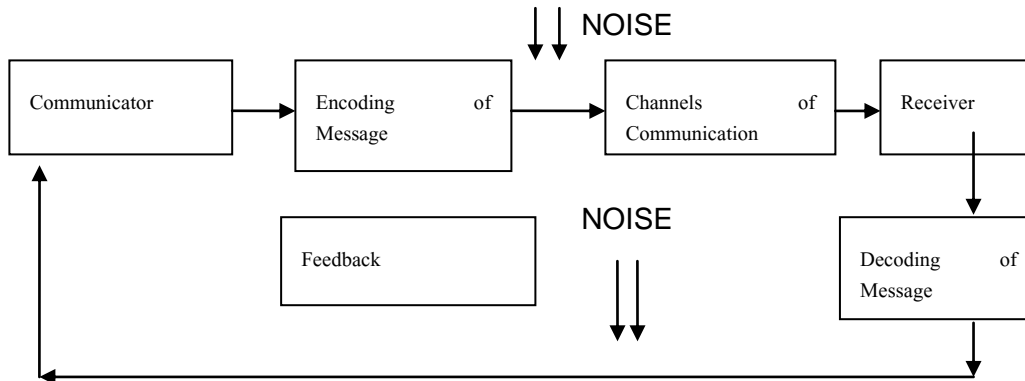 NOISE
Communicator
Encoding of
Message
Channels of
Communication
Receiver
NOISE
Feedback
Decoding of
Message